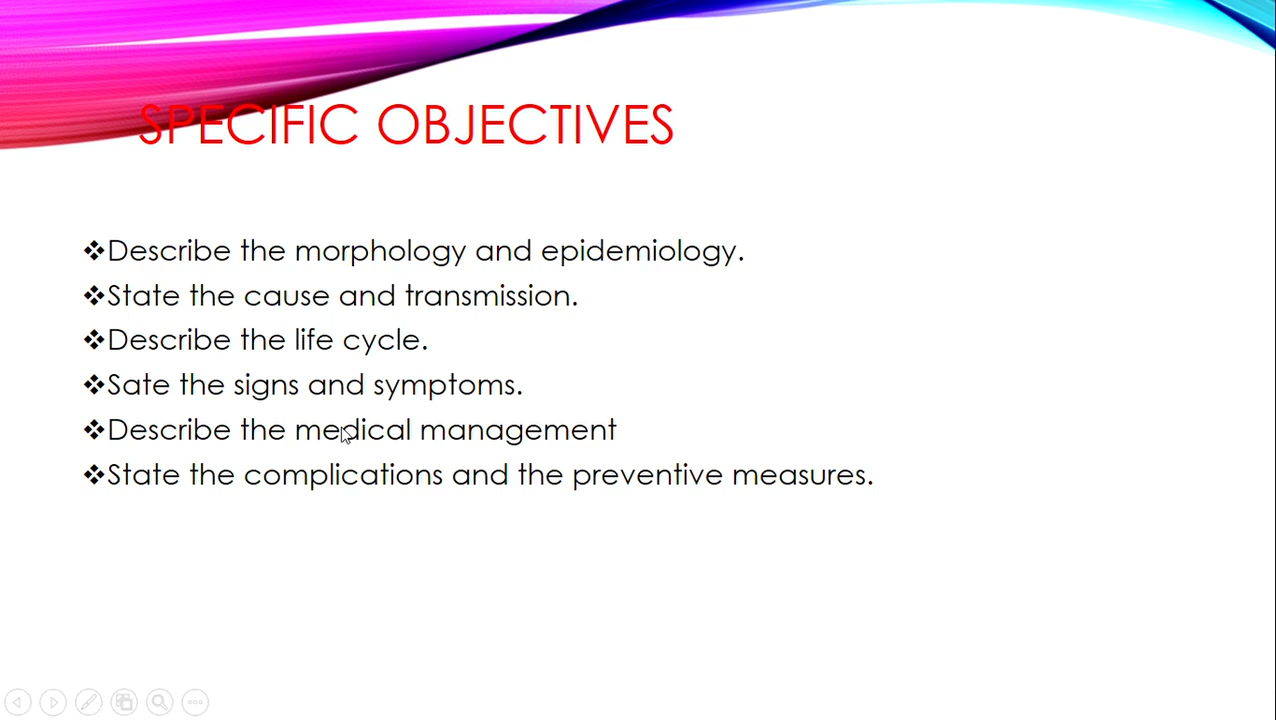 SPECIFIC OBJECTIVES
❖Describe the morphology and epidemiology.
❖State the cause and transmission.
❖Describe the life cycle.
❖Sate the signs and symptoms.
❖Describe the medical management
❖State the complications and the preventive measures.